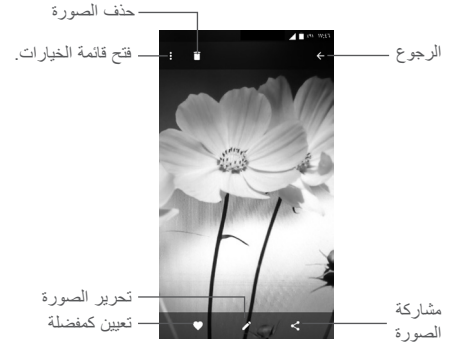 حذف الصورة
فتح قائمة الخيارات.
الرجوع
تحرير الصورة
تعيين كمفضلة
مشاركة
الصورة